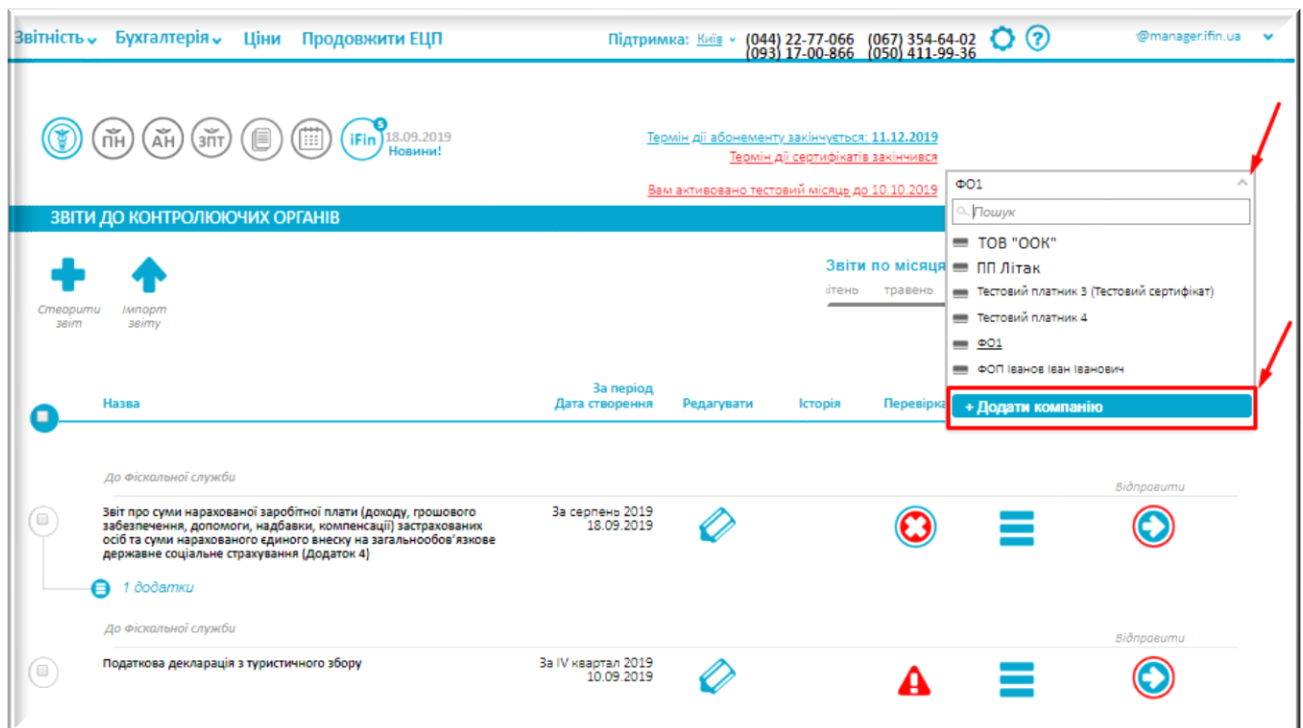 Звітність Бухгалтерія Ціни Продовжити ЕЦП
Підтримка: Київ (044) 22-77-066 (067) 354-64-02
(093) 17-00-866 (050) 411-99-36
@manager.ifin.ua
ПН АН ЗПТ iFin 5 18.09.2019
Новини!
Термін дії абонементу закінчується: 11.12.2019
Термін дії сертифікатів закінчився
Вам активовано тестовий місяць до 10.10.2019
ФО1
Пошук
ТОВ "ООК"
ПП Літак
Тестовий платник 3 (Тестовий сертифікат)
Тестовий платник 4
ФО1
ФОП Іванов Іван Іванович
+ Додати компанію
ЗВІТИ ДО КОНТРОЛЮЮЧИХ ОРГАНІВ
Створити
звіт
Імпорт
звіту
Звіти по місяця
ітень травень
Назва
За період
Дата створення
Редагувати Історія Перевірка
До Фіскальної служби
Відправити
Звіт про суми нарахованої заробітної плати (доходу, грошового
забезпечення, допомоги, надбавки, компенсації) застрахованих
осіб та суми нарахованого єдиного внеску на загальнообов'язкове
державне соціальне страхування (Додаток 4)
За серпень 2019
18.09.2019
1 додатки
До Фіскальної служби
Відправити
Податкова декларація з туристичного збору
За IV квартал 2019
10.09.2019